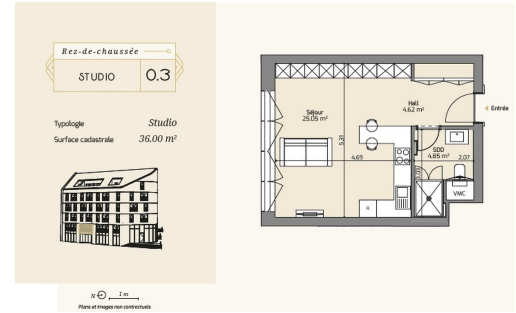 Rez-de-chaussée
STUDIO 0.3
Typologie Studio
Surface cadastrale 36.00 m²
N 1 m
Plans et Images non contractuels
Séjour
25.05 m²
Hall
4.62 m²
Entrée
5.31
4.69
SDD
4.85 m²
2.07
VMC